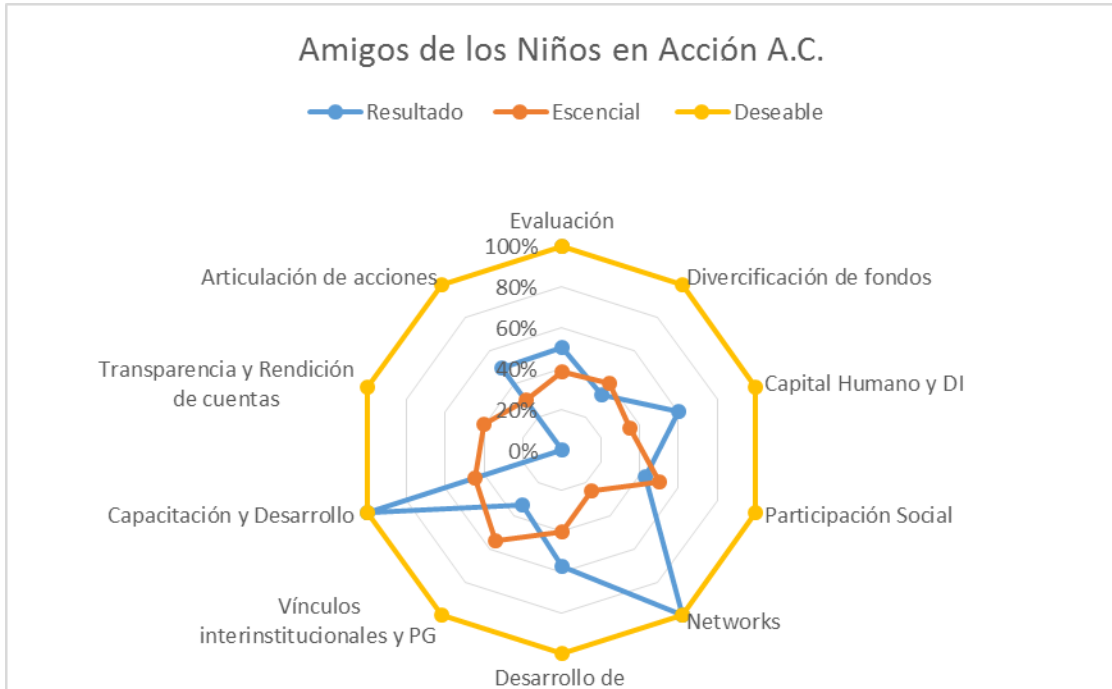 Amigos de los Niños en Acción A.C.
Resultado
Escencial
Deseable
Evaluación
100%
80%
60%
40%
20%
0%
Divercificación de fondos
Capital Humano y DI
Participación Social
Networks
Desarrollo de
Vínculos
interinstitucionales y PG
Capacitación y Desarrollo
Transparencia y Rendición
de cuentas
Articulación de acciones